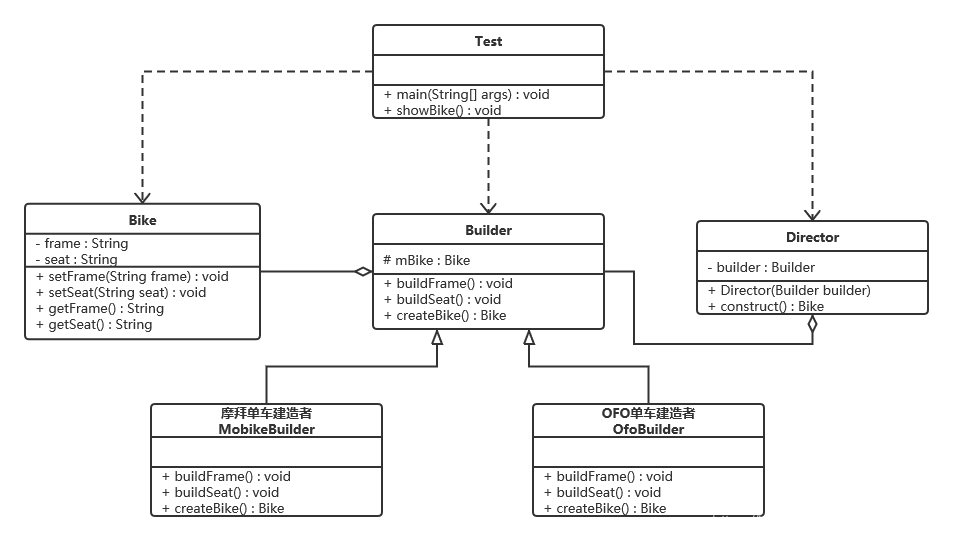 Test
+ main(String[] args) : void
+ showBike() : void
Bike
- frame : String
- seat : String
+ setFrame(String frame) : void
+ setSeat(String seat) : void
+ getFrame() : String
+ getSeat() : String
Builder
# mBike : Bike
+ buildFrame() : void
+ buildSeat() : void
+ createBike() : Bike
Director
- builder : Builder
+ Director(Builder builder)
+ construct() : Bike
摩拜单车建造者
MobikeBuilder
+ buildFrame() : void
+ buildSeat() : void
+ createBike() : Bike
OFO单车建造者
OfoBuilder
+ buildFrame() : void
+ buildSeat() : void
+ createBike() : Bike